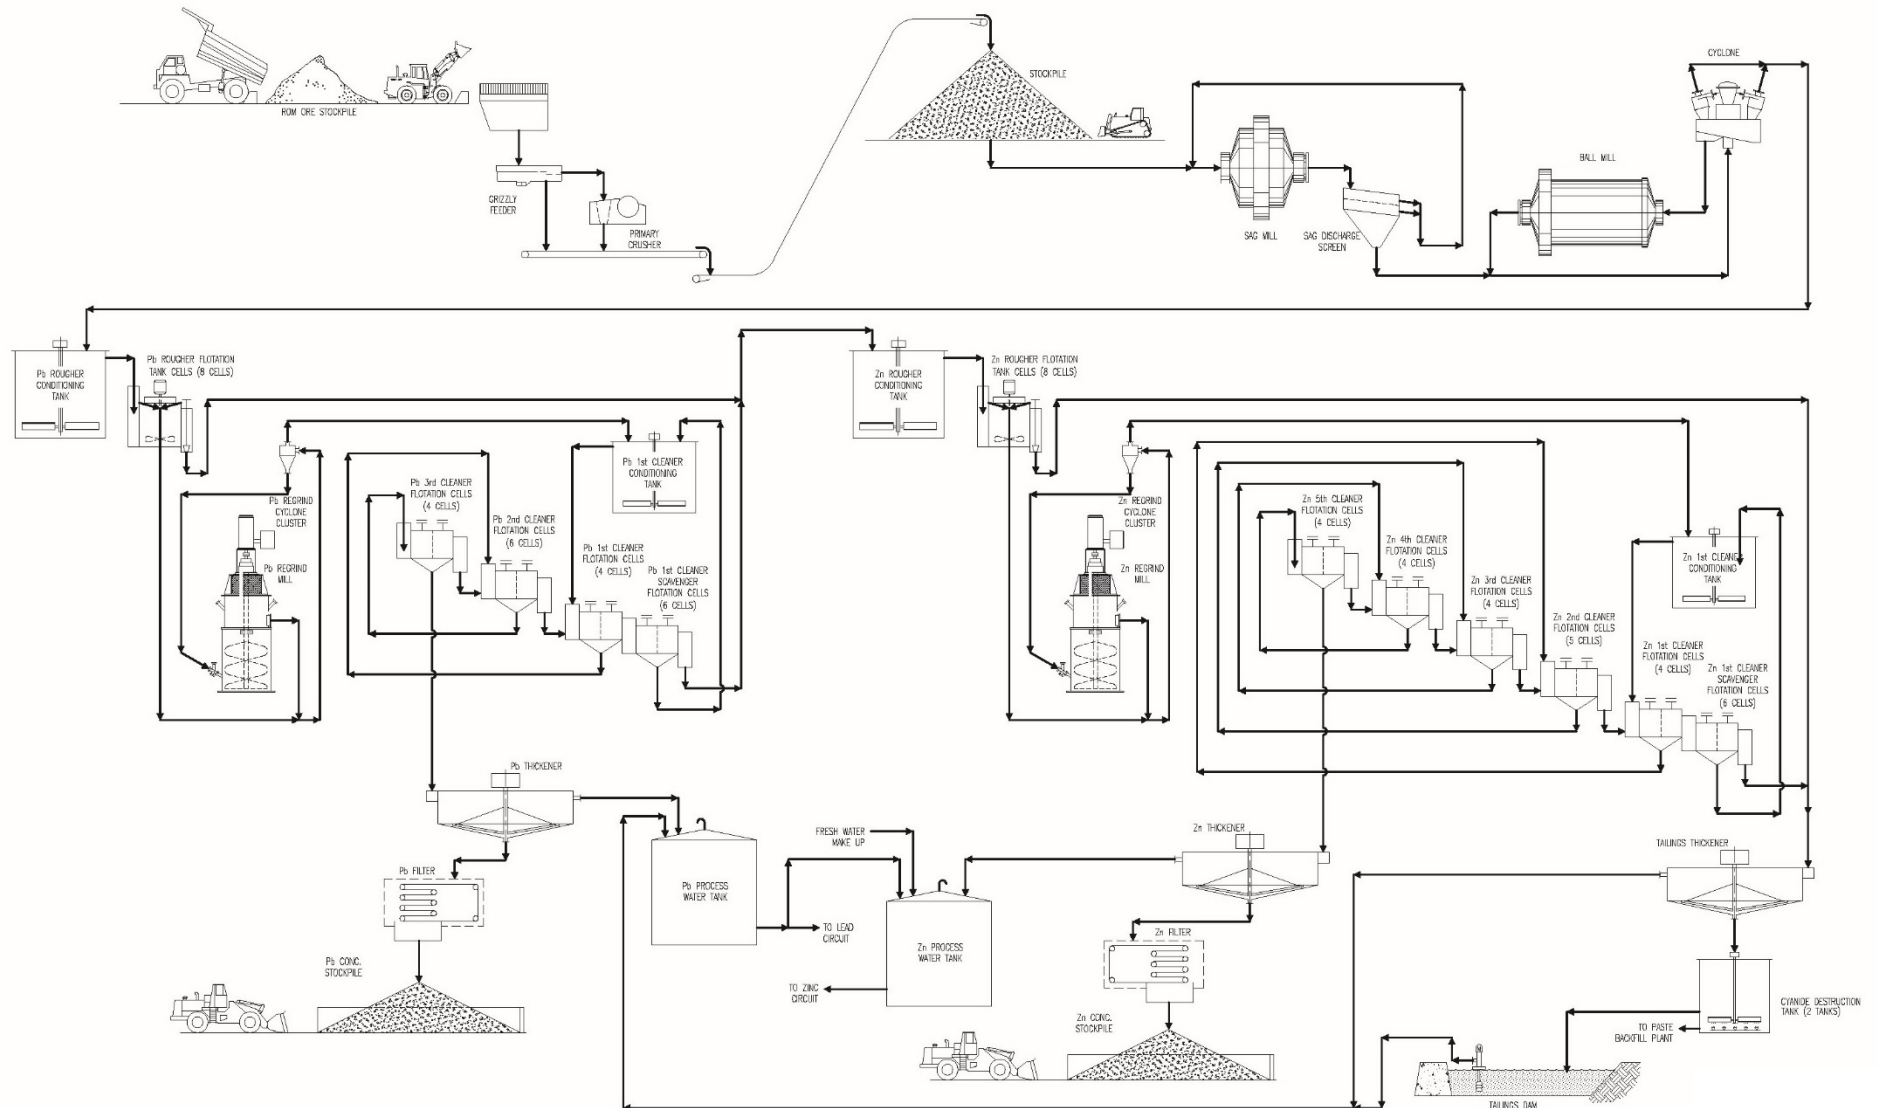 ROM ORE STOCKPILE
GRIZZLY
FEEDER
PRIMARY
CRUSHER
STOCKPILE
SAG MILL
SAG DISCHARGE
SCREEN
BALL MILL
CYCLONE
Pb ROUGHER
CONDITIONING
TANK
Pb ROUGHER FLOTATION
TANK CELLS (8 CELLS)
Pb REGRIND
CYCLONE
CLUSTER
Pb REGRIND
MILL
Pb 3rd CLEANER
FLOTATION CELLS
(4 CELLS)
Pb 2nd CLEANER
FLOTATION CELLS
(6 CELLS)
Pb 1st CLEANER
FLOTATION CELLS
(4 CELLS)
Pb 1st CLEANER
SCAVENGER
FLOTATION CELLS
(6 CELLS)
Pb 1st CLEANER
CONDITIONING
TANK
Zn ROUGHER
CONDITIONING
TANK
Zn ROUGHER FLOTATION
TANK CELLS (8 CELLS)
Zn REGRIND
CYCLONE
CLUSTER
Zn REGRIND
MILL
Zn 5th CLEANER
FLOTATION CELLS
(4 CELLS)
Zn 4th CLEANER
FLOTATION CELLS
(4 CELLS)
Zn 3rd CLEANER
FLOTATION CELLS
(4 CELLS)
Zn 2nd CLEANER
FLOTATION CELLS
(5 CELLS)
Zn 1st CLEANER
FLOTATION CELLS
(4 CELLS)
Zn 1st CLEANER
SCAVENGER
FLOTATION CELLS
(6 CELLS)
Zn 1st CLEANER
CONDITIONING
TANK
Pb THICKENER
Pb FILTER
Pb CONC.
STOCKPILE
Pb PROCESS
WATER TANK
FRESH WATER
MAKE UP
TO LEAD
CIRCUIT
Zn PROCESS
WATER TANK
TO ZINC
CIRCUIT
Zn THICKENER
Zn FILTER
Zn CONC.
STOCKPILE
TAILINGS THICKENER
CYANIDE DESTRUCTION
TANK (2 TANKS)
TO PASTE
BACKFILL PLANT
TAILINGS DAM